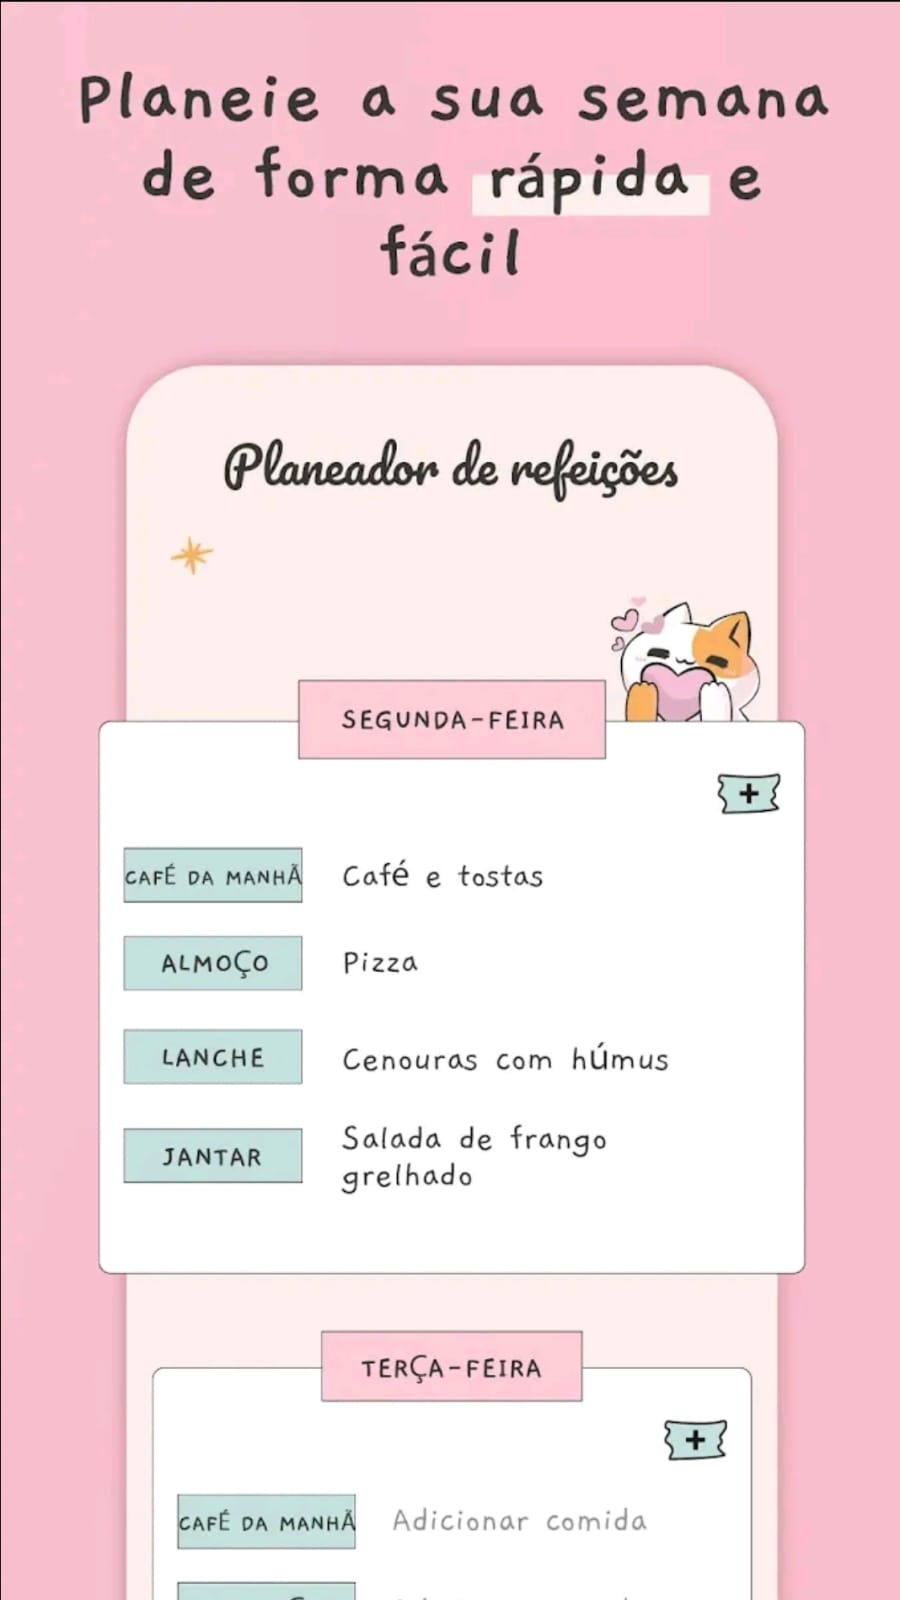 Planeie a sua semana
de forma rápida e
fácil
Planeador de refeições
SEGUNDA-FEIRA
+
CAFÉ DA MANHÃ Café e tostas
ALMOÇO Pizza
LANCHE Cenouras com húmus
JANTAR Salada de frango
grelhado
TERÇA-FEIRA
+
CAFÉ DA MANHÃ Adicionar comida